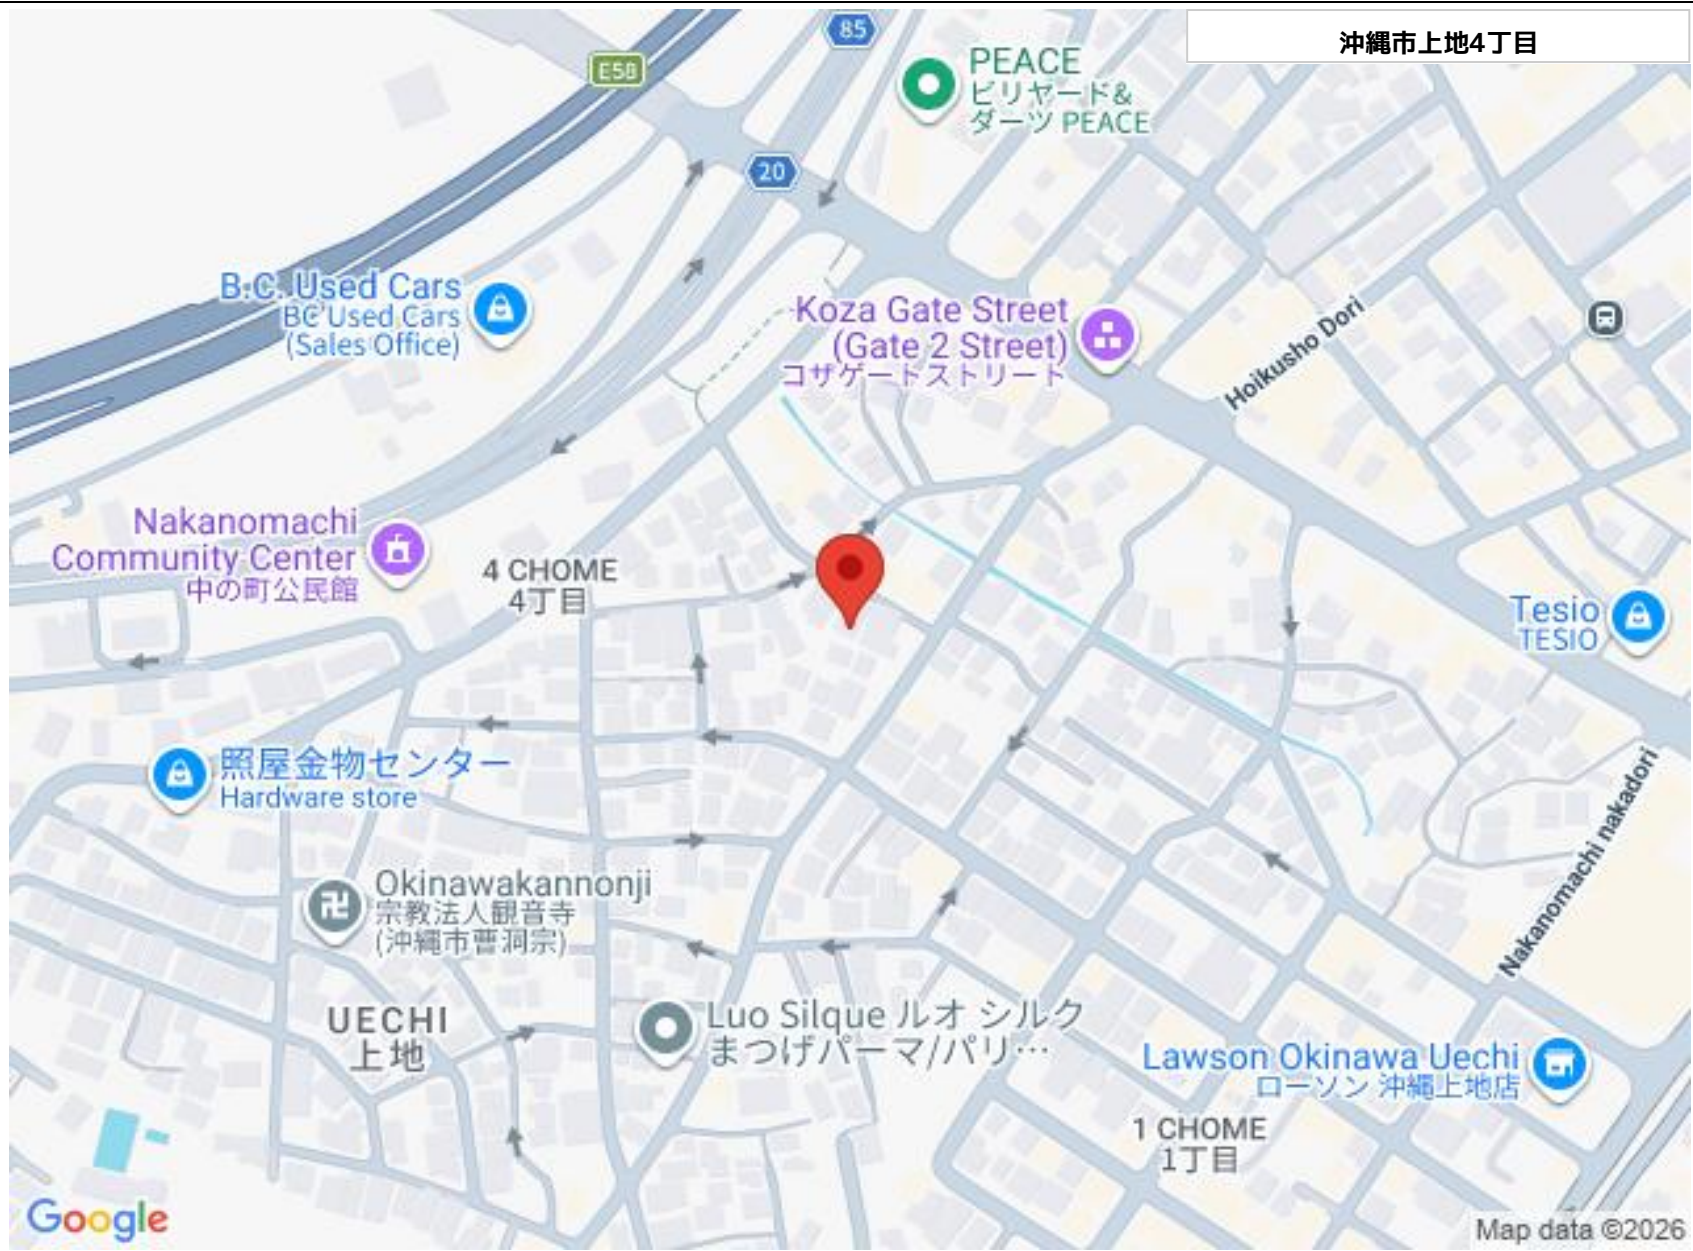 沖縄市上地4丁目
85
E58
PEACE
ビリヤード&
ダーツ PEACE
20
B.C. Used Cars
BC Used Cars
(Sales Office)
Koza Gate Street
(Gate 2 Street)
コザゲートストリート
Hoikusho Dori
Nakanomachi
Community Center
中の町公民館
4 CHOME
4丁目
Tesio
TESIO
照屋金物センター
Hardware store
Nakanomachi nakadori
Okinawakannonji
宗教法人観音寺
(沖縄市曹洞宗)
UECHI
上地
Luo Silque ルオ シルク
まつげパーマ/パリ…
Lawson Okinawa Uechi
ローソン 沖縄上地店
1 CHOME
1丁目
Google
Map data ©2026